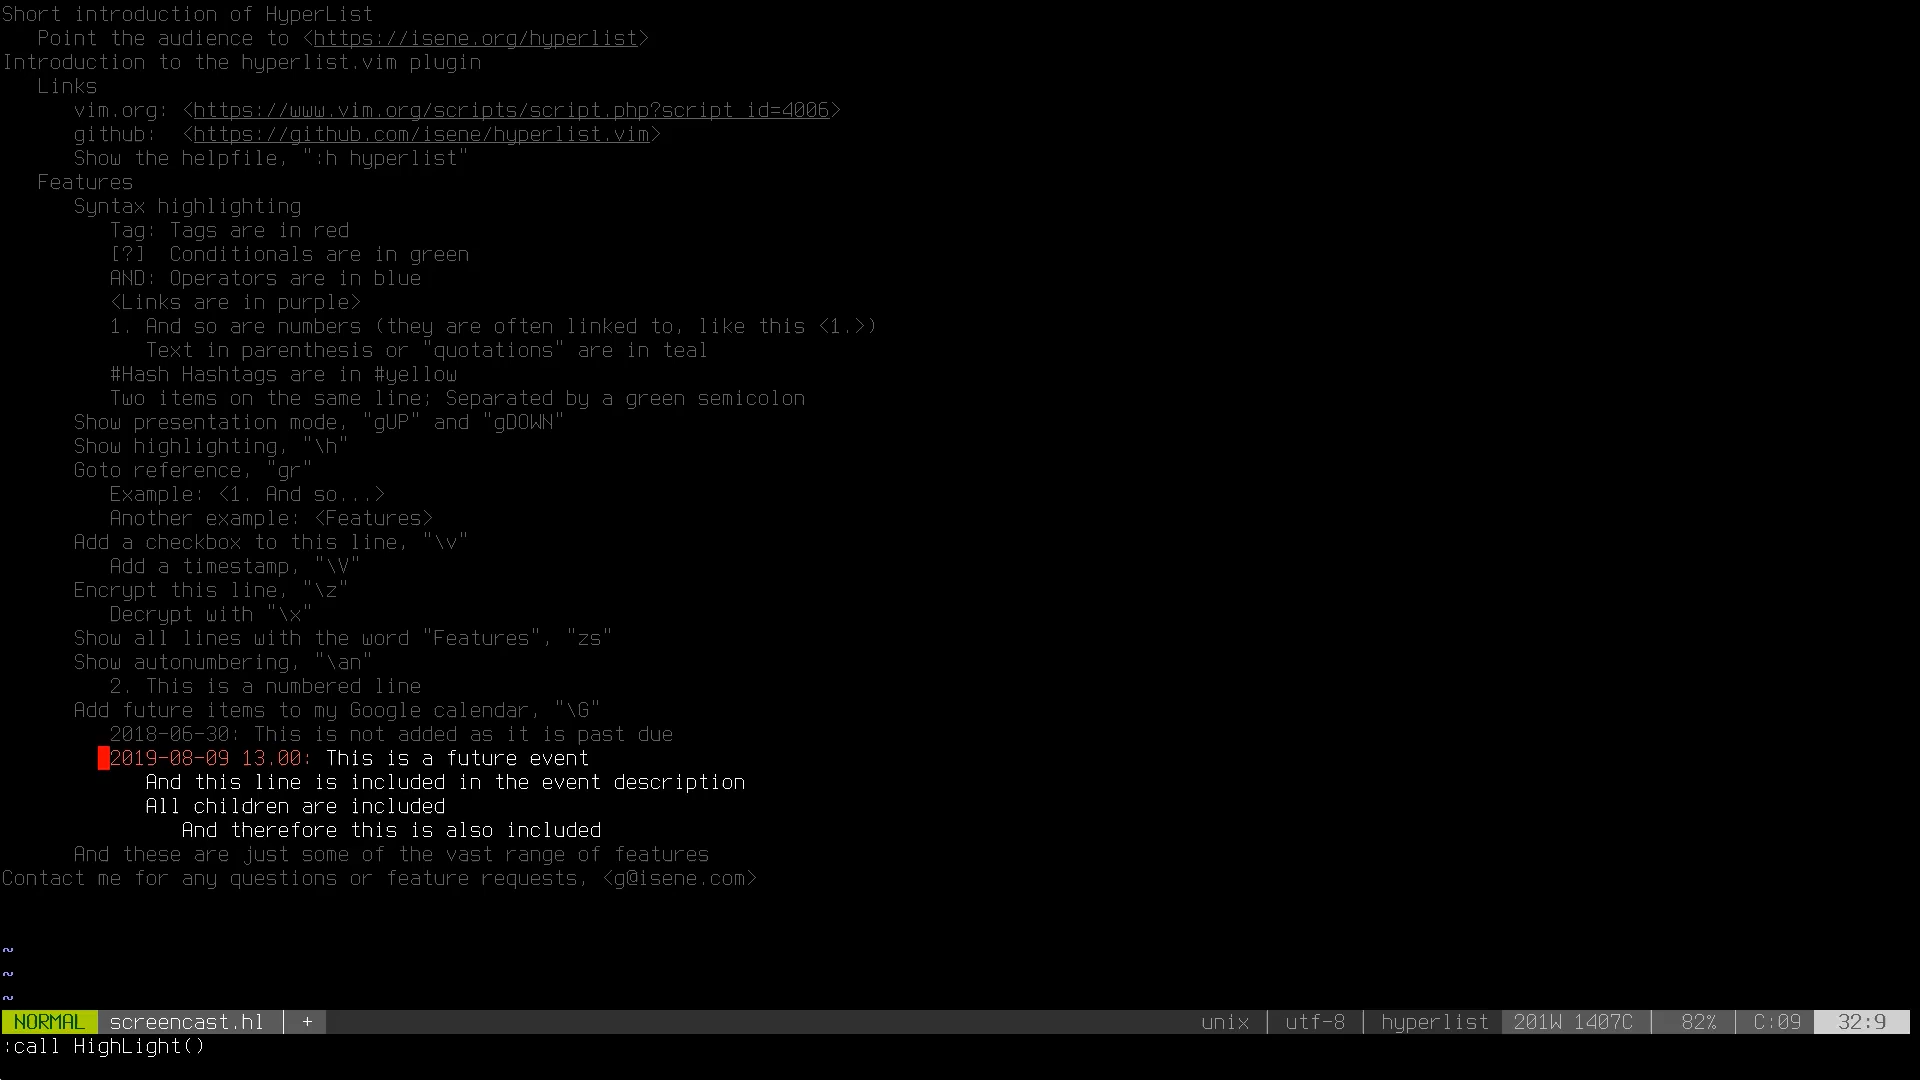 Short introduction of HyperList
Point the audience to <https://isene.org/hyperlist>
Introduction to the hyperlist.vim plugin
Links
vim.org: <https://www.vim.org/scripts/script.php?script_id=4006>
github: <https://github.com/isene/hyperlist.vim>
Show the helpfile, ":h hyperlist"
Features
Syntax highlighting
Tag: Tags are in red
[?] Conditionals are in green
AND: Operators are in blue
<Links are in purple>
1. And so are numbers (they are often linked to, like this <1.>)
Text in parenthesis or "quotations" are in teal
#Hash Hashtags are in #yellow
Two items on the same line; Separated by a green semicolon
Show presentation mode, "gUP" and "gDOWN"
Show highlighting, "\h"
Goto reference, "gr"
Example: <1. And so...>
Another example: <Features>
Add a checkbox to this line, "\v"
Add a timestamp, "\V"
Encrypt this line, "\z"
Decrypt with "\x"
Show all lines with the word "Features", "zs"
Show autonumbering, "\an"
2. This is a numbered line
Add future items to my Google calendar, "\G"
2018-06-30: This is not added as it is past due
2019-08-09 13.00: This is a future event
And this line is included in the event description
All children are included
And therefore this is also included
And these are just some of the vast range of features
Contact me for any questions or feature requests, <g@isene.com>
~
~
~
NORMAL screencast.hl | + unix | utf-8 | hyperlist 201W 1407C | 82% | C:09 32:9
:call HighLight()